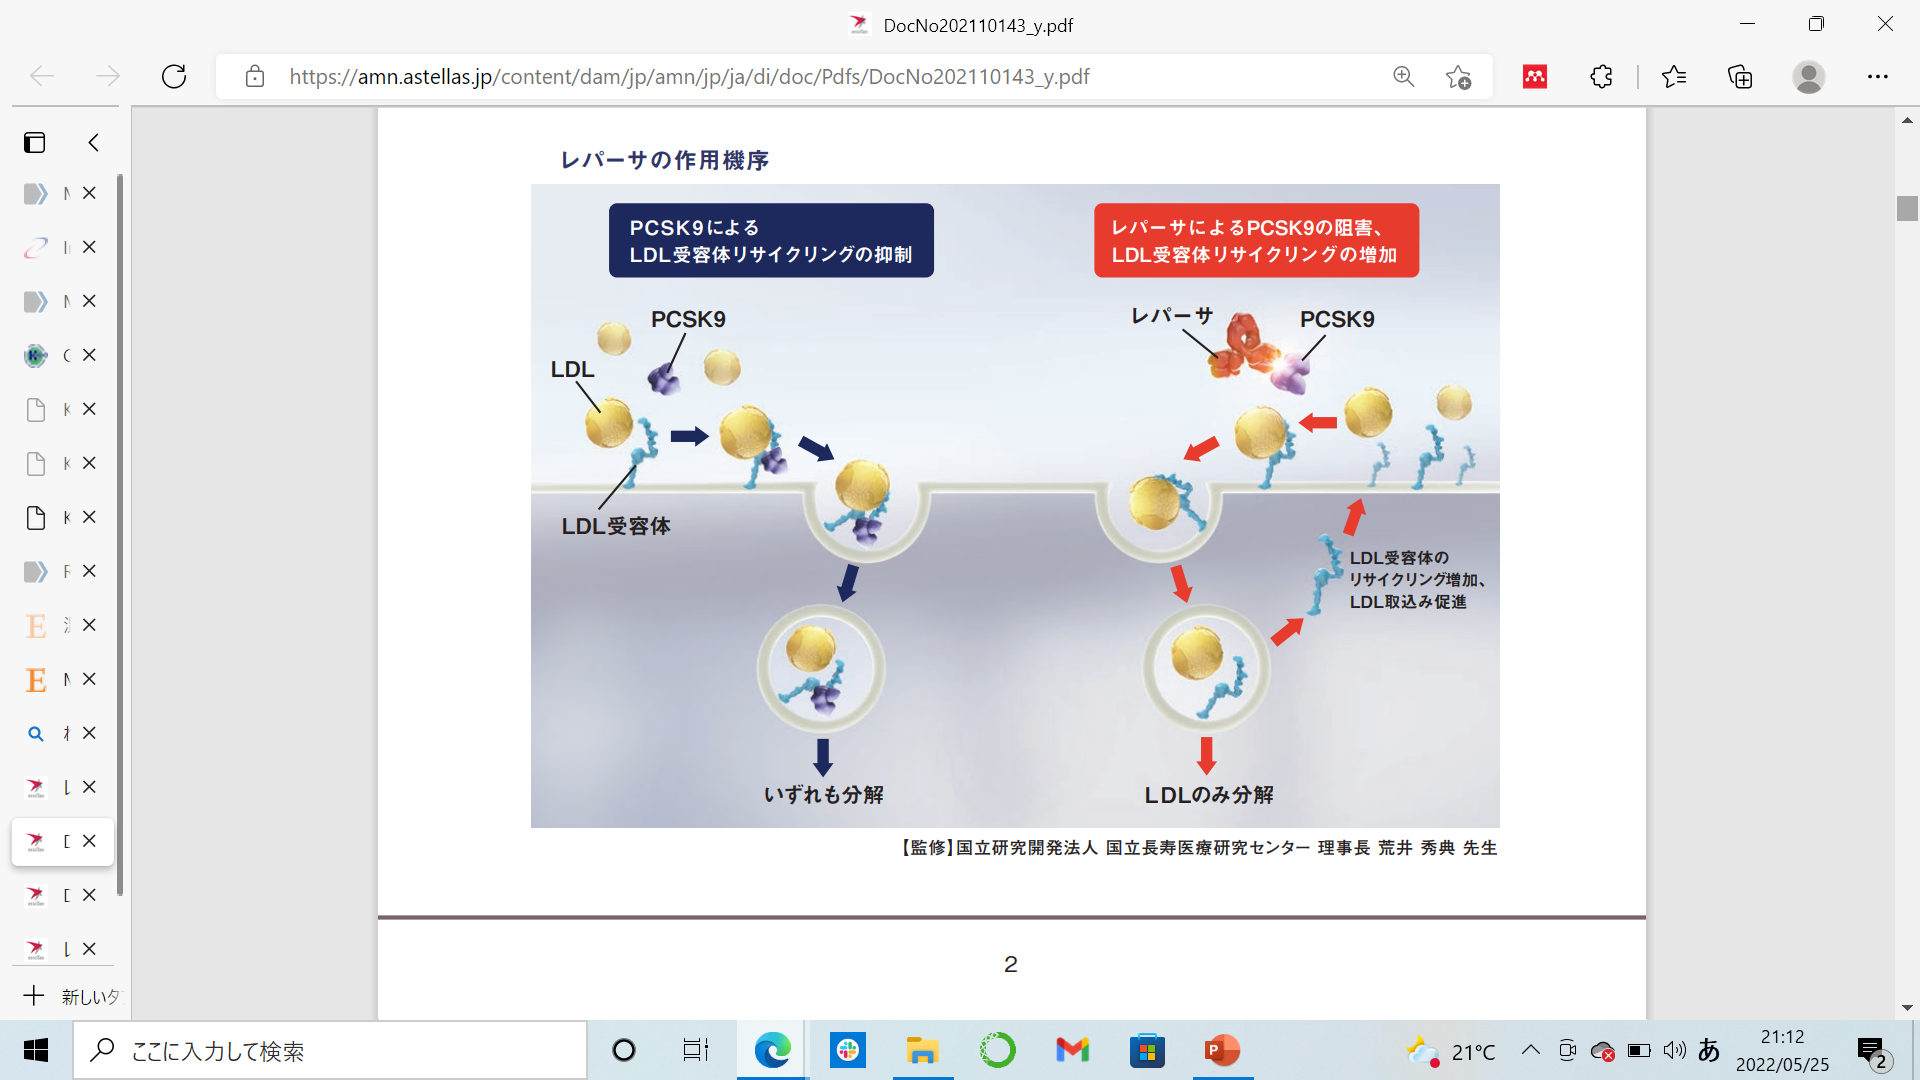 DocNo202110143_y.pdf
https://amn.astellas.jp/content/dam/jp/amn/jp/ja/di/doc/Pdfs/DocNo202110143_y.pdf
レパーサの作用機序
PCSK9による
LDL受容体リサイクリングの抑制
レパーサによるPCSK9の阻害、
LDL受容体リサイクリングの増加
PCSK9
LDL
LDL受容体
レパーサ
PCSK9
LDL受容体の
リサイクリング増加、
LDL取込み促進
いずれも分解
LDLのみ分解
【監修】国立研究開発法人 国立長寿医療研究センター 理事長 荒井 秀典 先生
2
新しいタ
ここに入力して検索
21°C
あ
21:12
2022/05/25
2